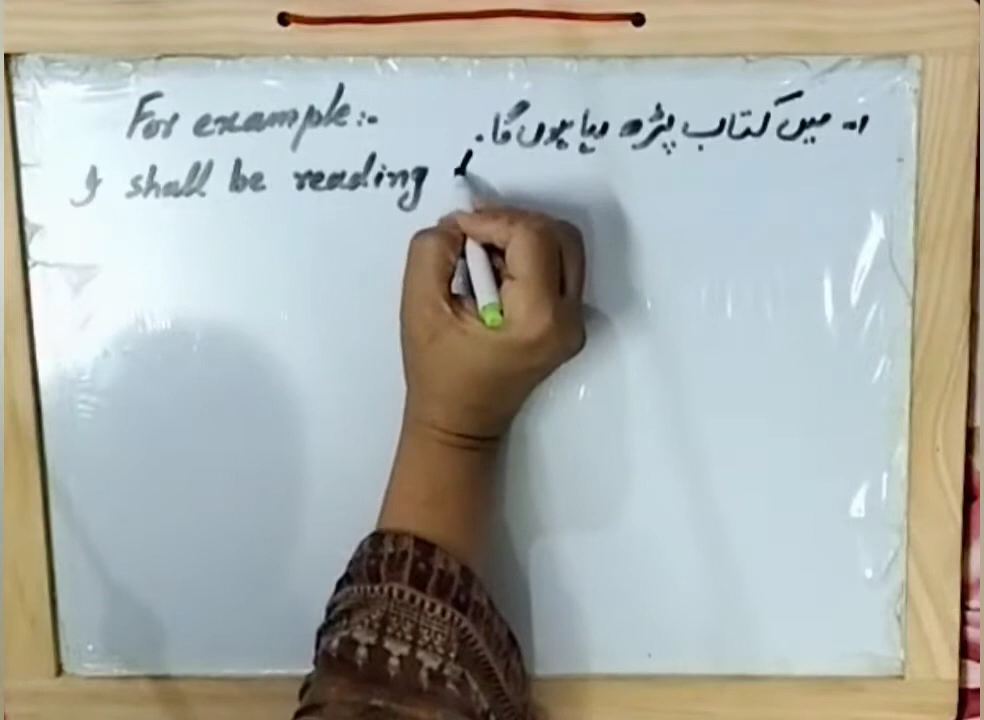 For example:-
۱۔ میں کتاب پڑھ رہا ہوں گا۔
I shall be reading